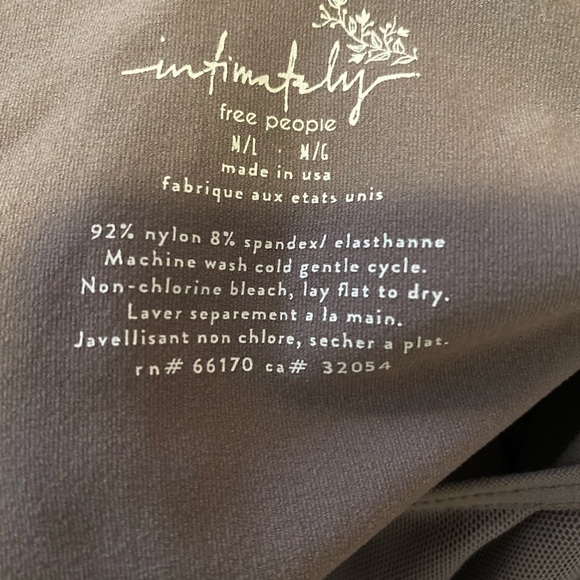 intimately
free people
M/L · M/G
made in usa
fabrique aux etats unis
92% nylon 8% spandex/ elasthanne
Machine wash cold gentle cycle.
Non-chlorine bleach, lay flat to dry.
Laver separement a la main.
Javellisant non chlore, secher a plat.
rn# 66170 ca# 32054